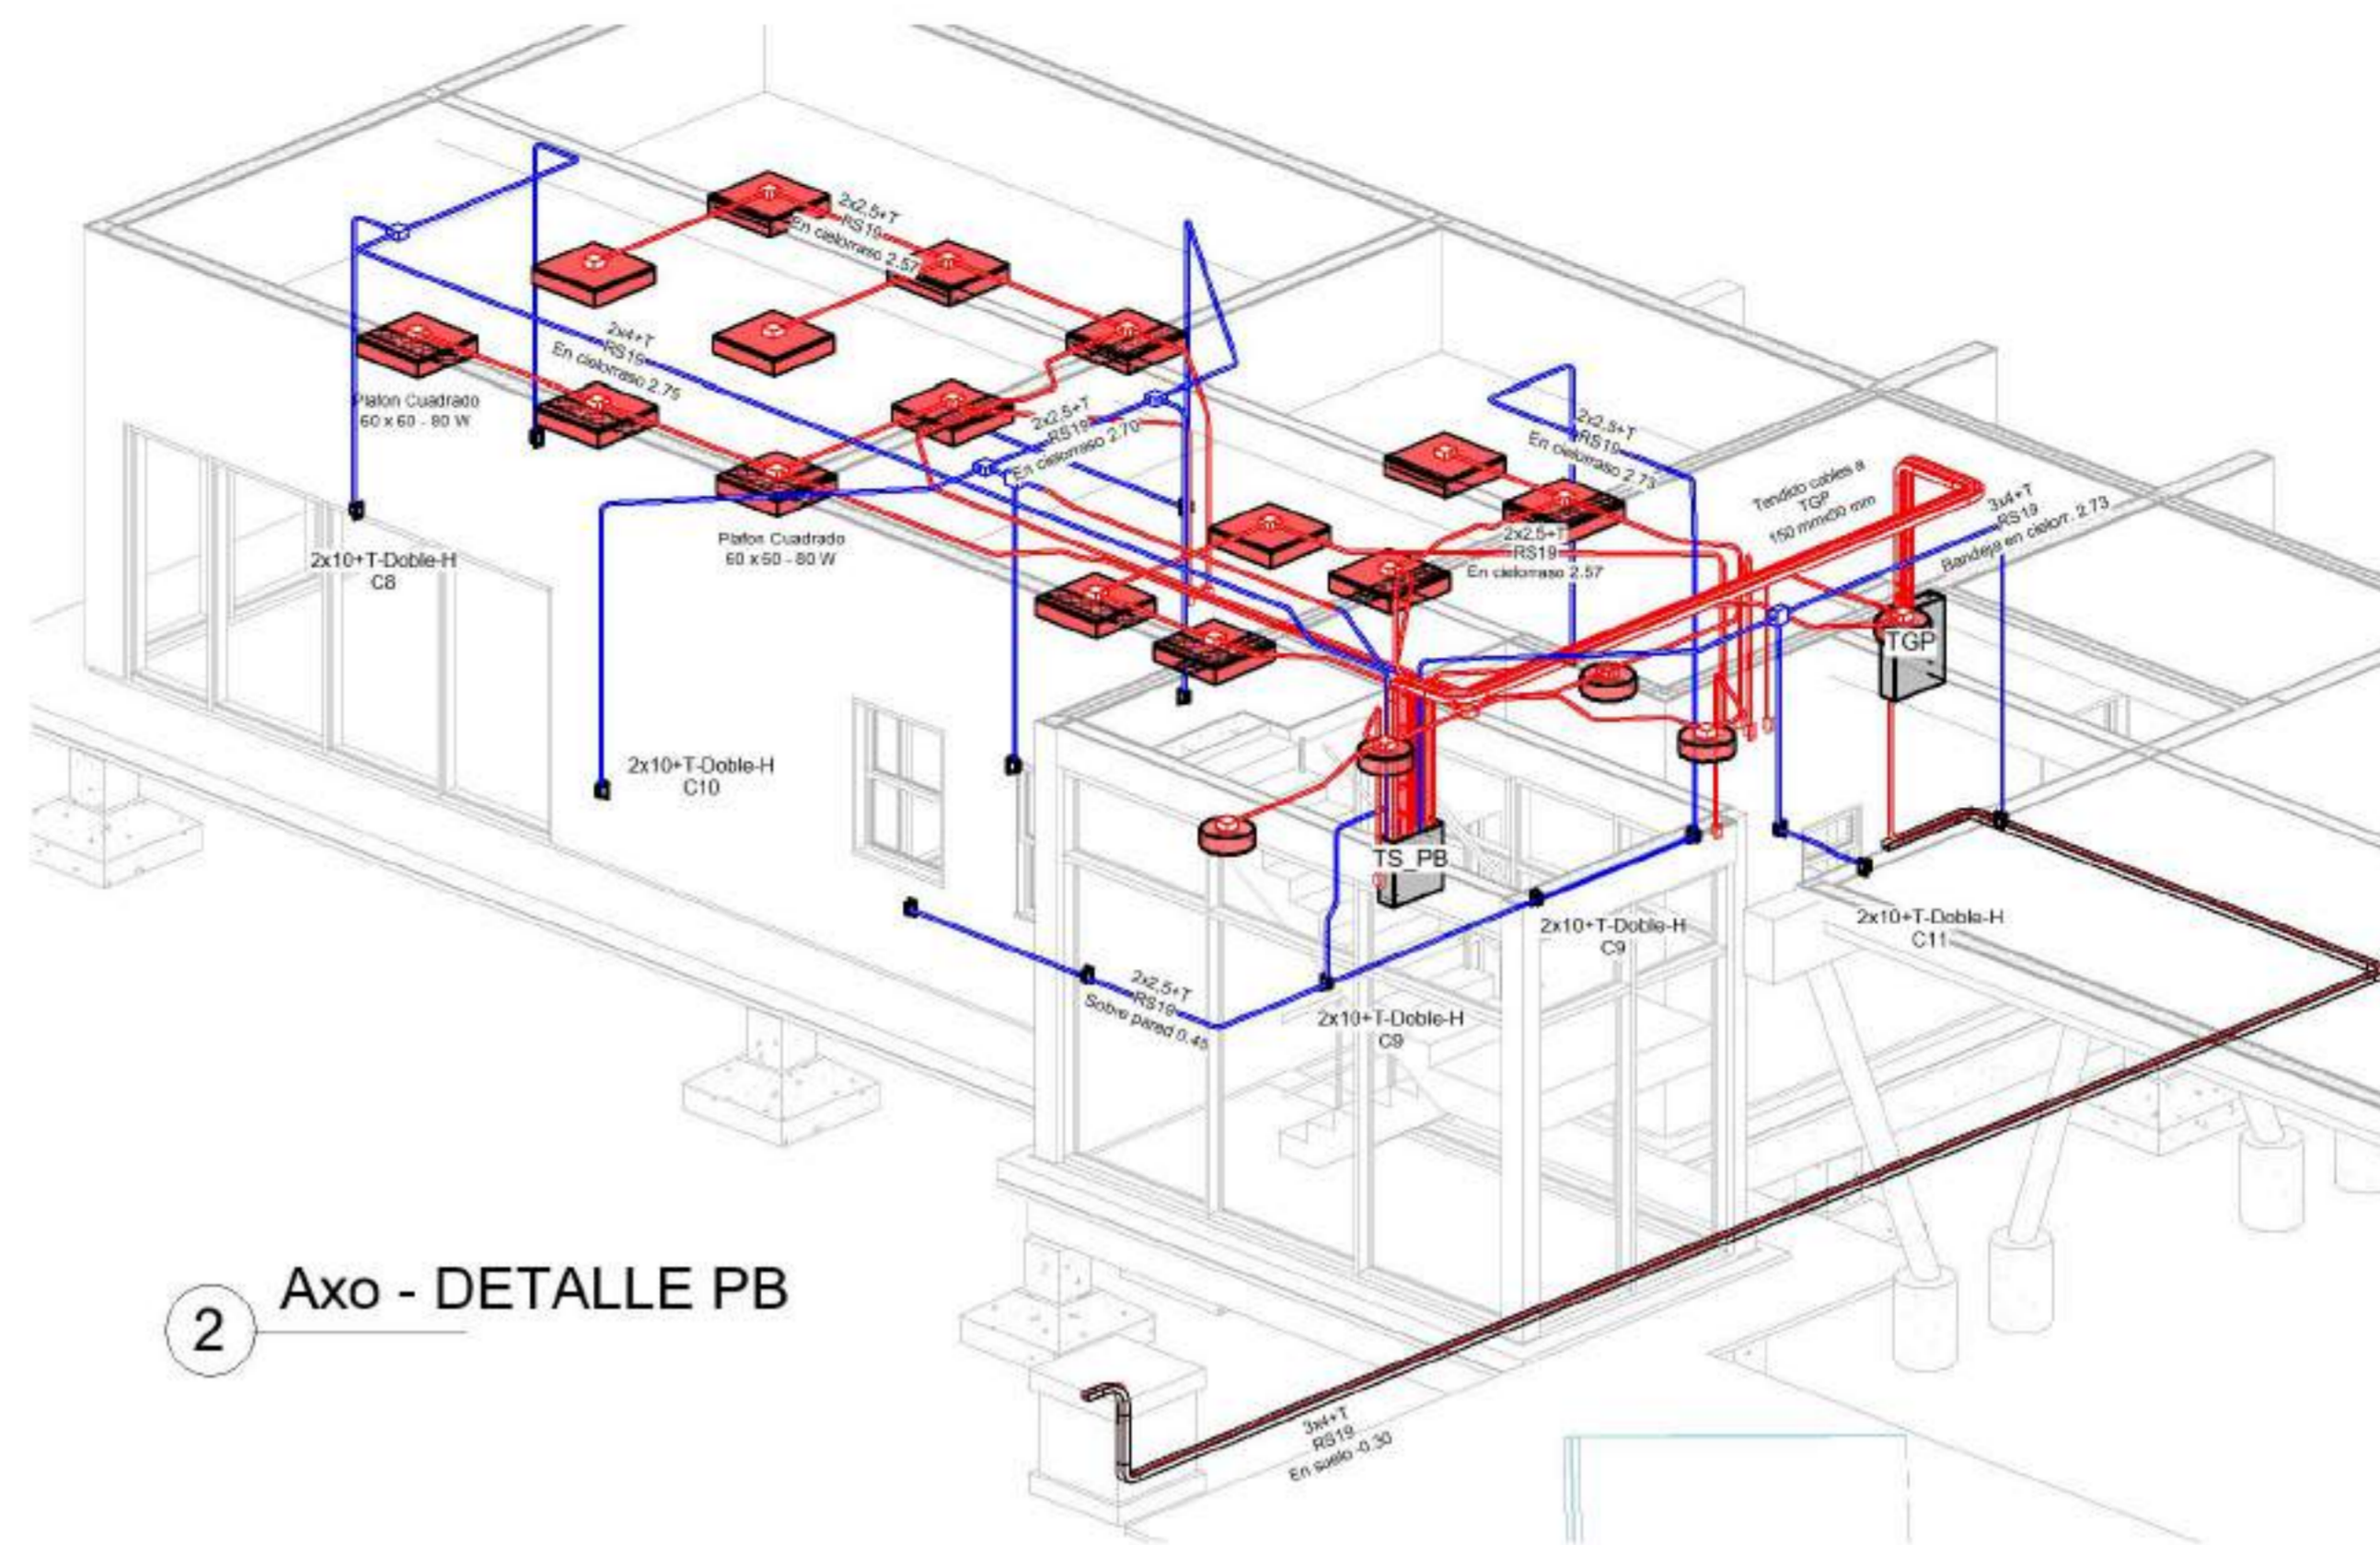 2x2,5+T
RS19
En cielorraso 2.57
2x4+T
RS19
En cielorraso 2.75
Plafon Cuadrado
60 x 60 - 80 W
2x10+T-Doble-H
C8
2x2,5+T
RS19
En cielorraso 2.70
Plafon Cuadrado
60 x 60 - 80 W
2x2,5+T
RS19
En cielorraso 2.73
2x2,5+T
RS19
En cielorraso 2.57
Tendido cables a
TGP
150 mmx50 mm
3x4+T
RS19
Bandeja en cielorr. 2.73
TGP
2x10+T-Doble-H
C10
TS_PB
2x10+T-Doble-H
C9
2x10+T-Doble-H
C11
2x2,5+T
RS19
Sobre pared 0.45
2x10+T-Doble-H
C9
2
Axo - DETALLE PB
3x4+T
RS19
En suelo -0.30